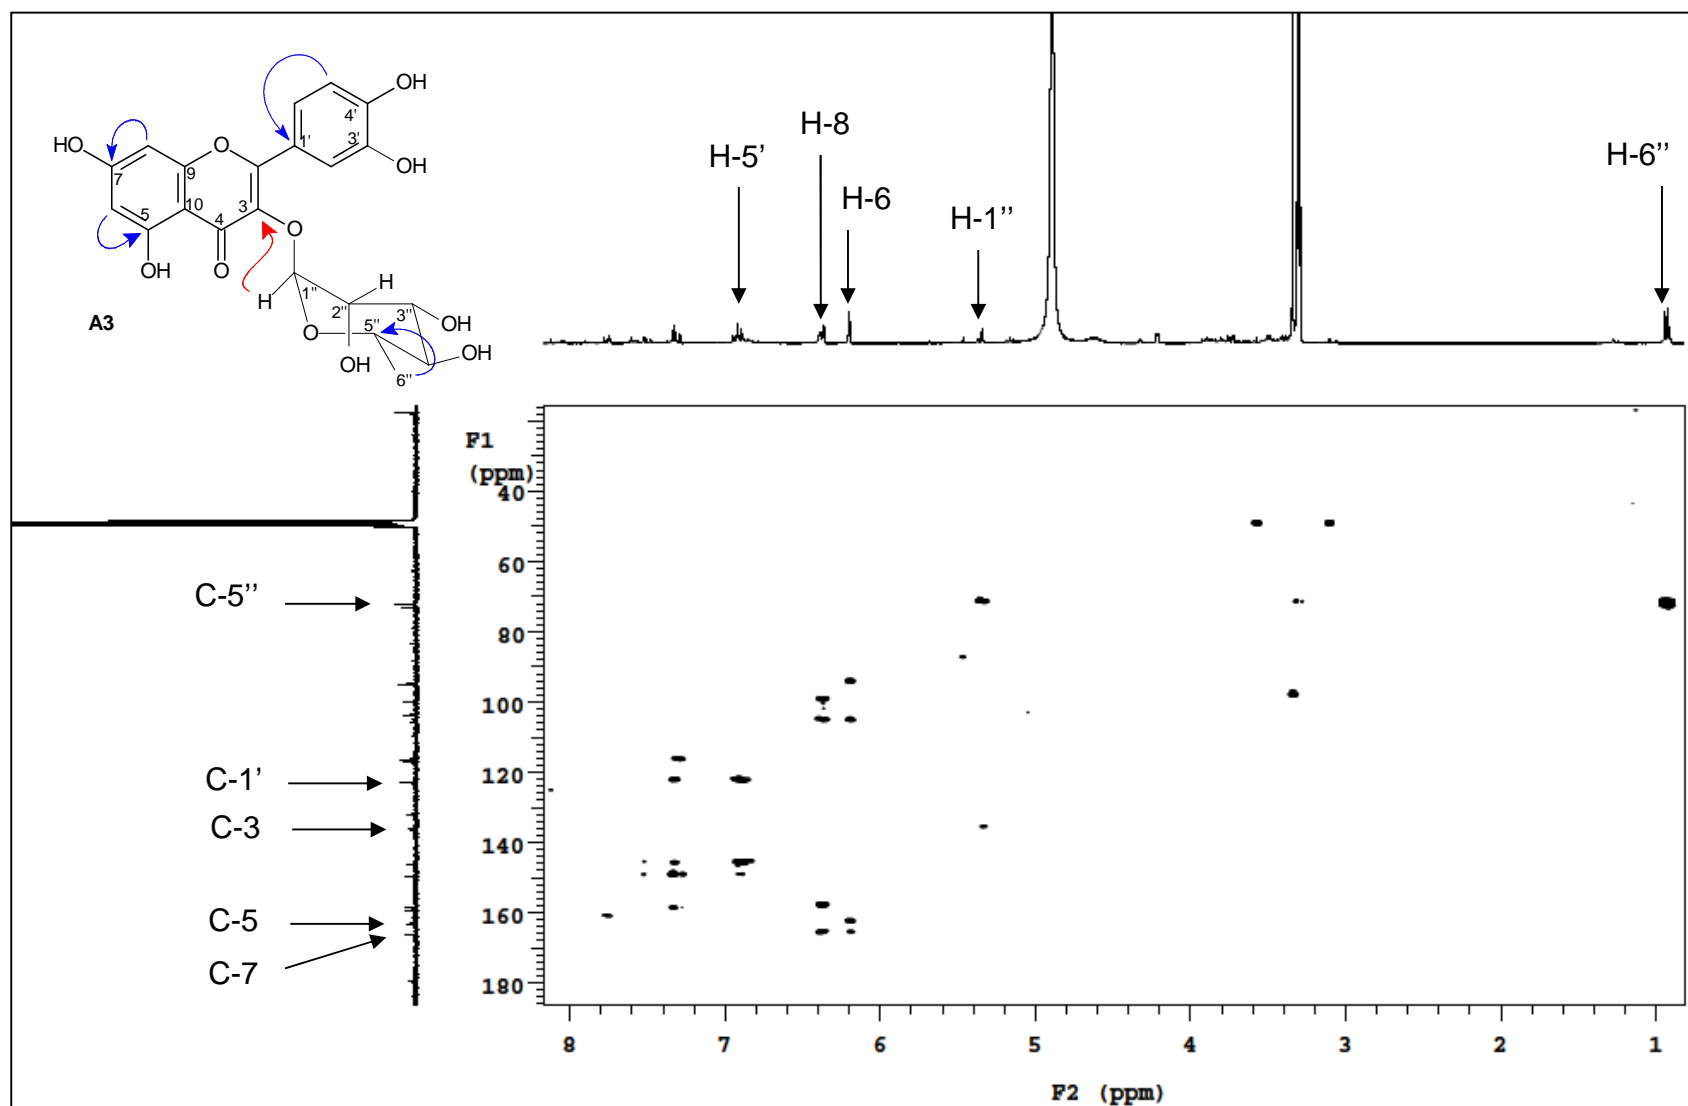 OH
4'
3'
OH
1'
HO
O
7
9
10
3
5
4
O
OH
O
H
H
1''
2''
3''
O
5''
OH
OH
OH
6''
A3
H-5’
H-8
H-6
H-1’’
H-6’’
F1
(ppm)
40
60
80
100
120
140
160
180
C-5’’
C-1’
C-3
C-5
C-7
8 7 6 5 4 3 2 1
F2 (ppm)